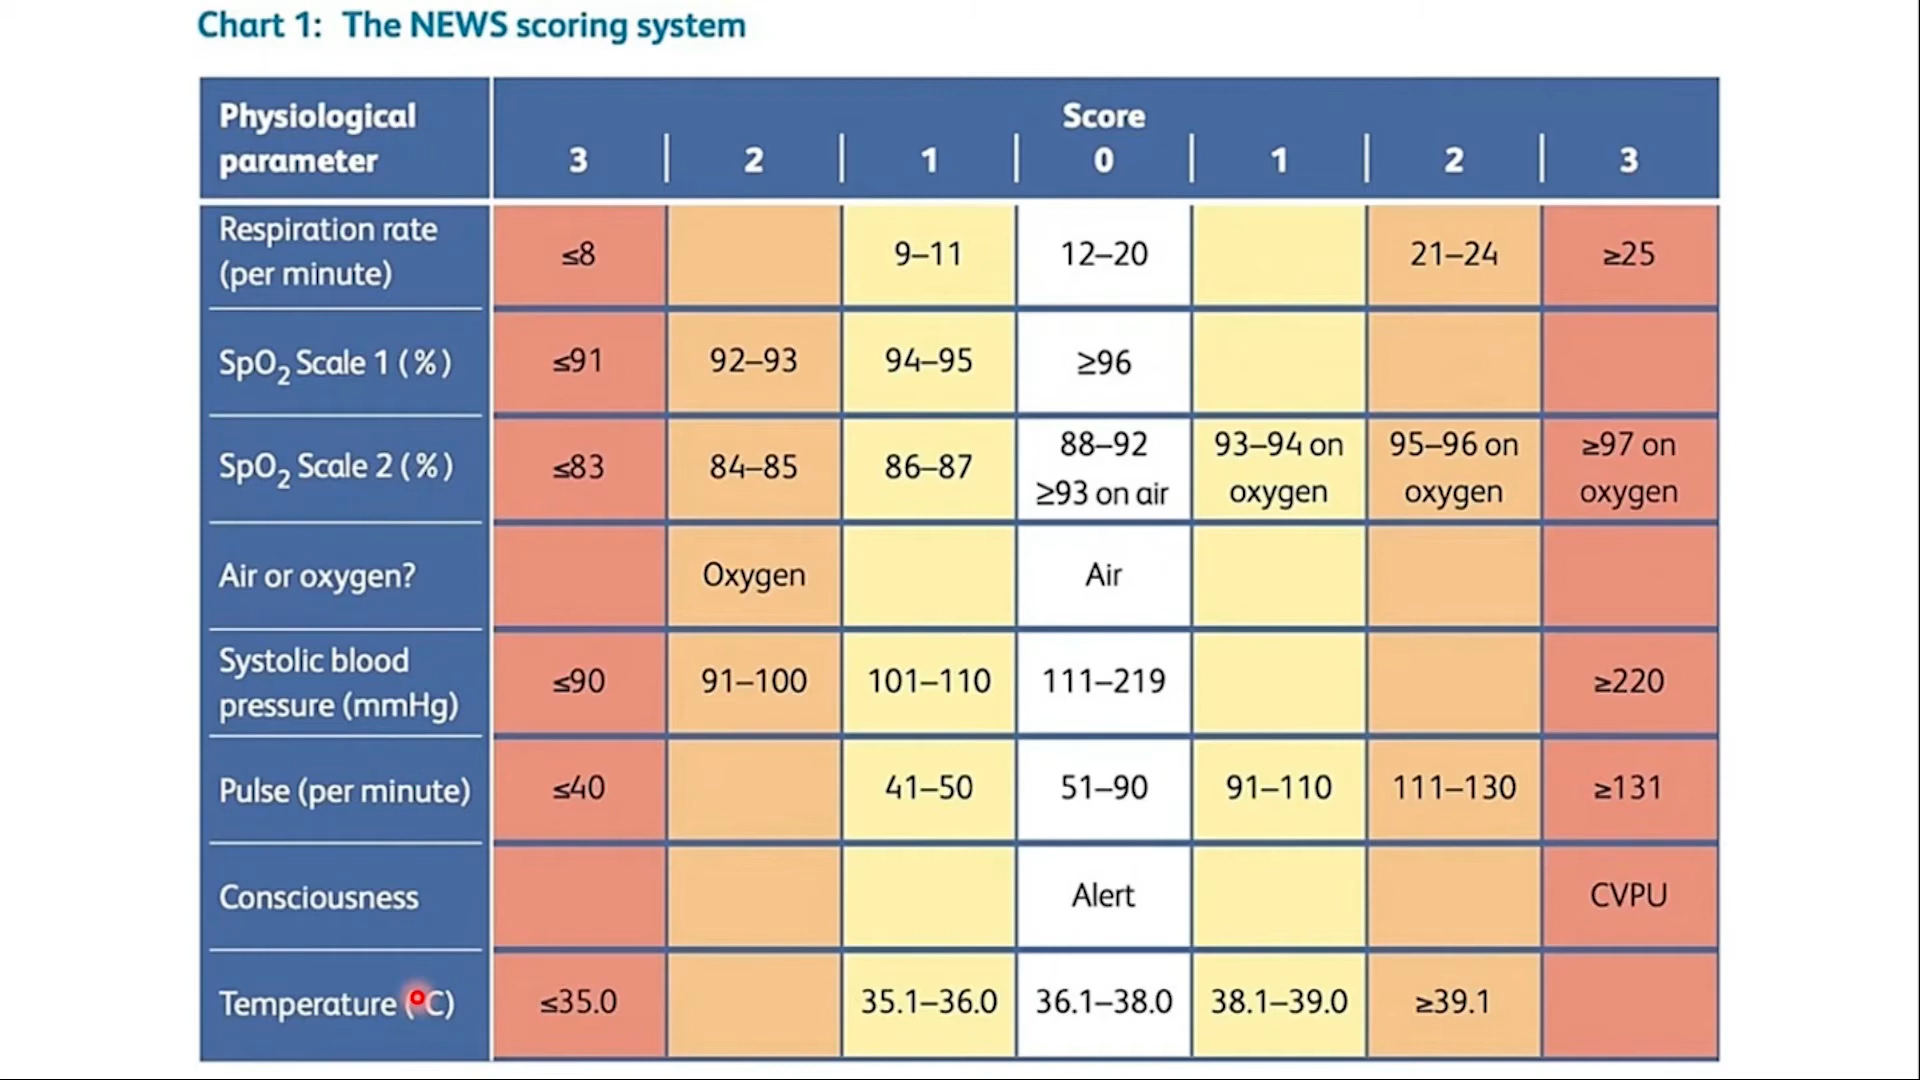 Chart 1: The NEWS scoring system
Physiological parameter
Score
3 2 1 0 1 2 3
Respiration rate (per minute)
≤8 9–11 12–20 21–24 ≥25
SpO₂ Scale 1 (%)
≤91 92–93 94–95 ≥96
SpO₂ Scale 2 (%)
≤83 84–85 86–87 88–92 ≥93 on air 93–94 on oxygen 95–96 on oxygen ≥97 on oxygen
Air or oxygen?
Oxygen Air
Systolic blood pressure (mmHg)
≤90 91–100 101–110 111–219 ≥220
Pulse (per minute)
≤40 41–50 51–90 91–110 111–130 ≥131
Consciousness
Alert CVPU
Temperature (°C)
≤35.0 35.1–36.0 36.1–38.0 38.1–39.0 ≥39.1